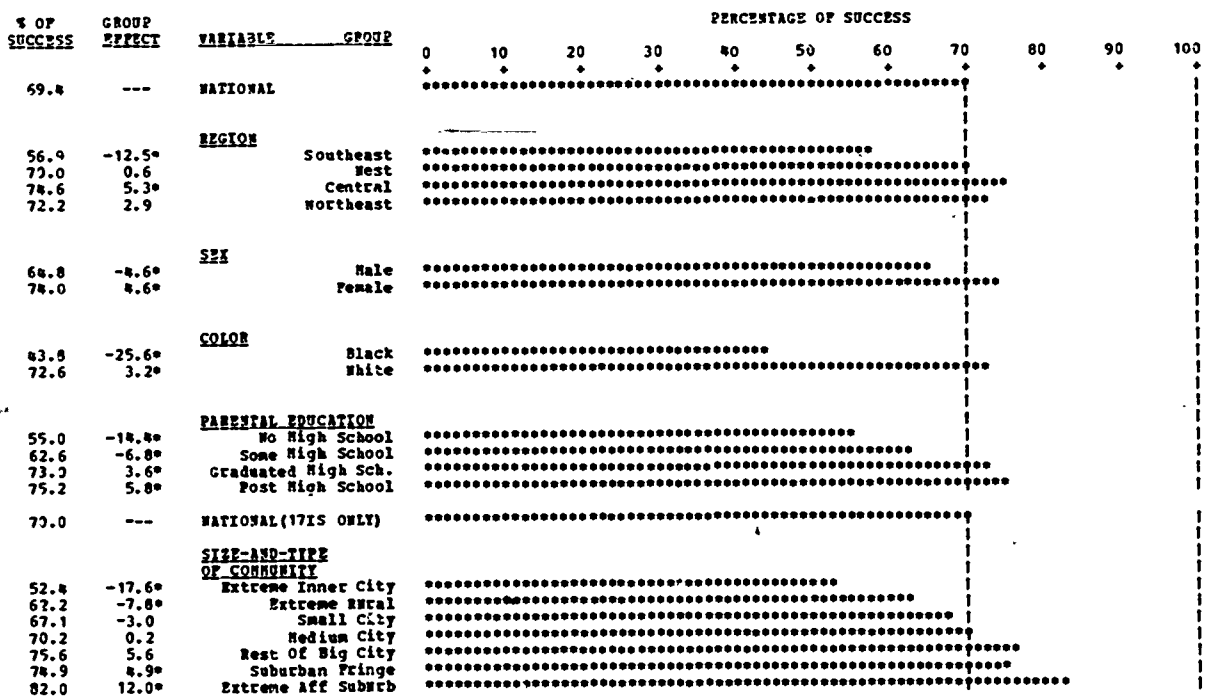 PERCENTAGE OF SUCCESS
% OF GROUP
SUCCESS EFFECT VARIABLE GROUP
0 10 20 30 40 50 60 70 80 90 100
69.4 --- NATIONAL
REGION
56.9 -12.5* Southeast
70.0 0.6 West
74.6 5.3* Central
72.2 2.9 Northeast
SEX
64.8 -4.6* Male
74.0 4.6* Female
COLOR
43.8 -25.6* Black
72.6 3.2* White
PARENTAL EDUCATION
55.0 -14.4* No High School
62.6 -6.8* Some High School
73.0 3.6* Graduated High Sch.
75.2 5.8* Post High School
70.0 --- NATIONAL(17IS ONLY)
SIZE-AND-TYPE
OF COMMUNITY
52.4 -17.6* Extreme Inner City
62.2 -7.8* Extreme Rural
67.1 -3.0 Small City
70.2 0.2 Medium City
75.6 5.6 Rest Of Big City
74.9 4.9* Suburban Fringe
82.0 12.0* Extreme Aff Suburb